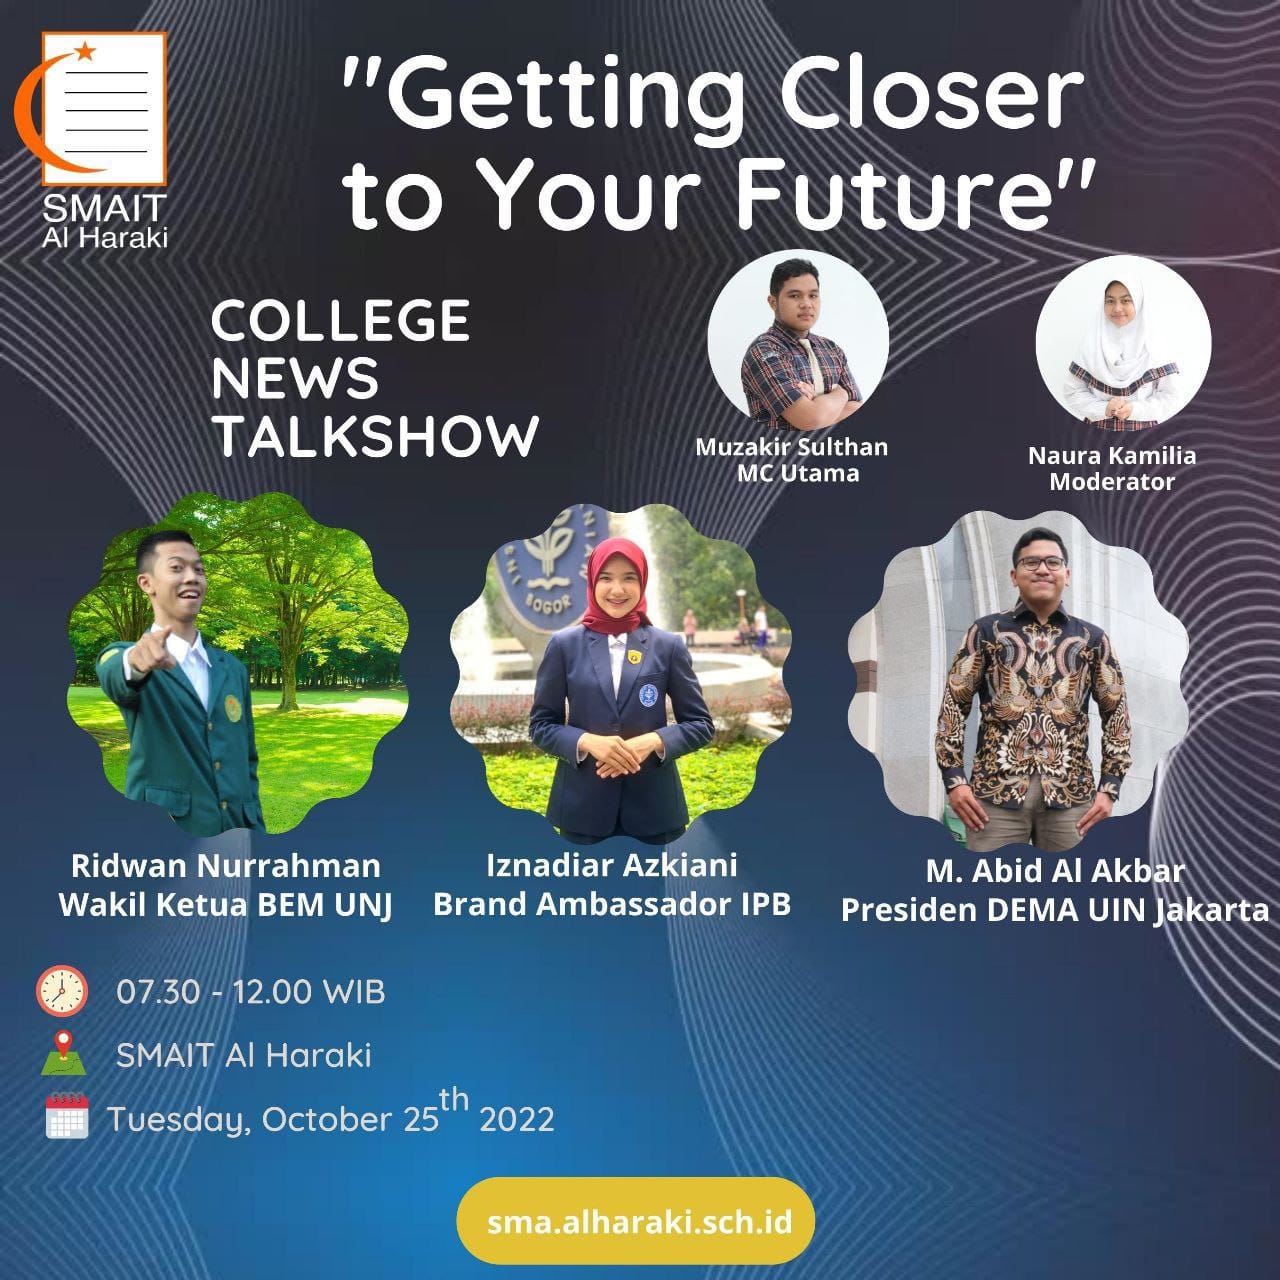 SMAIT
Al Haraki
"Getting Closer
to Your Future"
COLLEGE
NEWS
TALKSHOW
Muzakir Sulthan
MC Utama
Naura Kamilia
Moderator
BOGOR
Ridwan Nurrahman
Wakil Ketua BEM UNJ
Iznadiar Azkiani
Brand Ambassador IPB
M. Abid Al Akbar
Presiden DEMA UIN Jakarta
07.30 - 12.00 WIB
SMAIT Al Haraki
Tuesday, October 25th 2022
sma.alharaki.sch.id